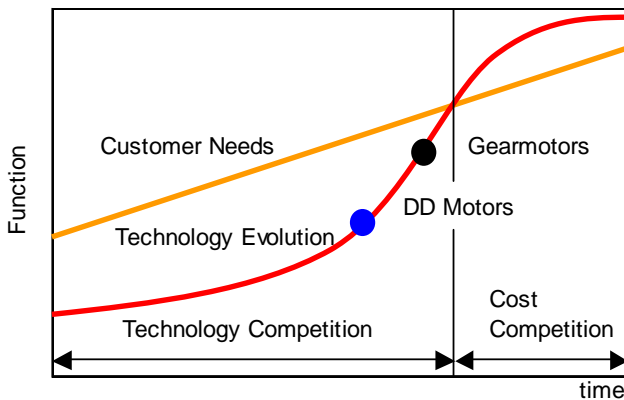 Function
Customer Needs
Gearmotors
DD Motors
Technology Evolution
Technology Competition
Cost
Competition
time